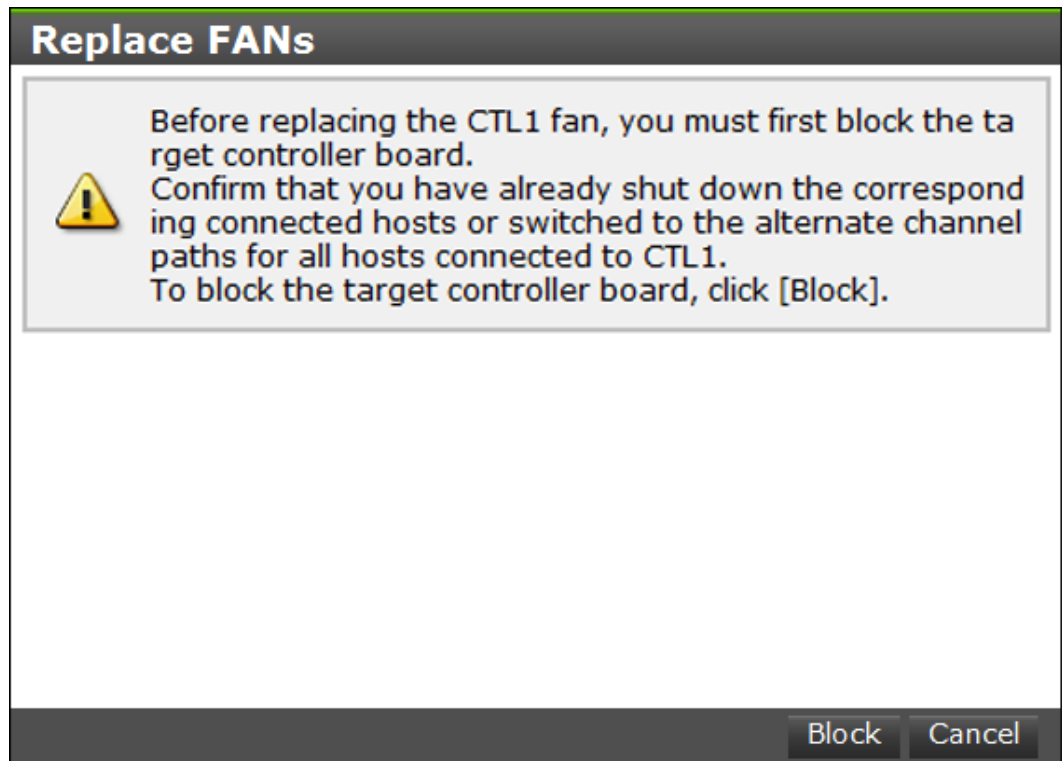 Replace FANs
Before replacing the CTL1 fan, you must first block the ta
rget controller board.
Confirm that you have already shut down the correspond
ing connected hosts or switched to the alternate channel
paths for all hosts connected to CTL1.
To block the target controller board, click [Block].
Block Cancel